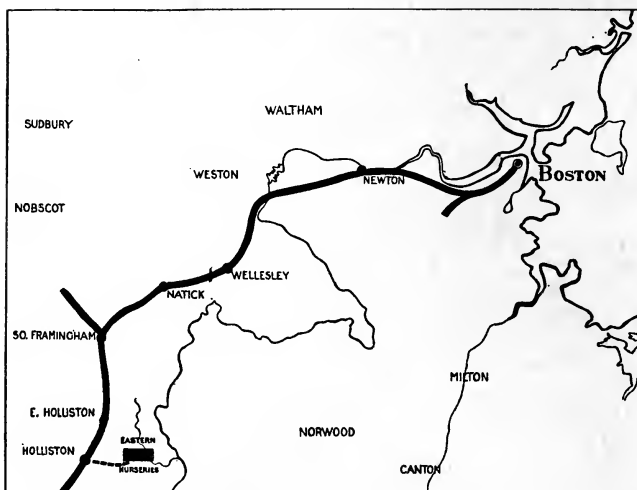 WALTHAM
SUDBURY
BOSTON
WESTON
NEWTON
NOBSCOT
WELLESLEY
NATICK
SO. FRAMINGHAM
MILTON
E. HOLLISTON
NORWOOD
EASTERN
HOLLISTON
NURSERIES
CANTON